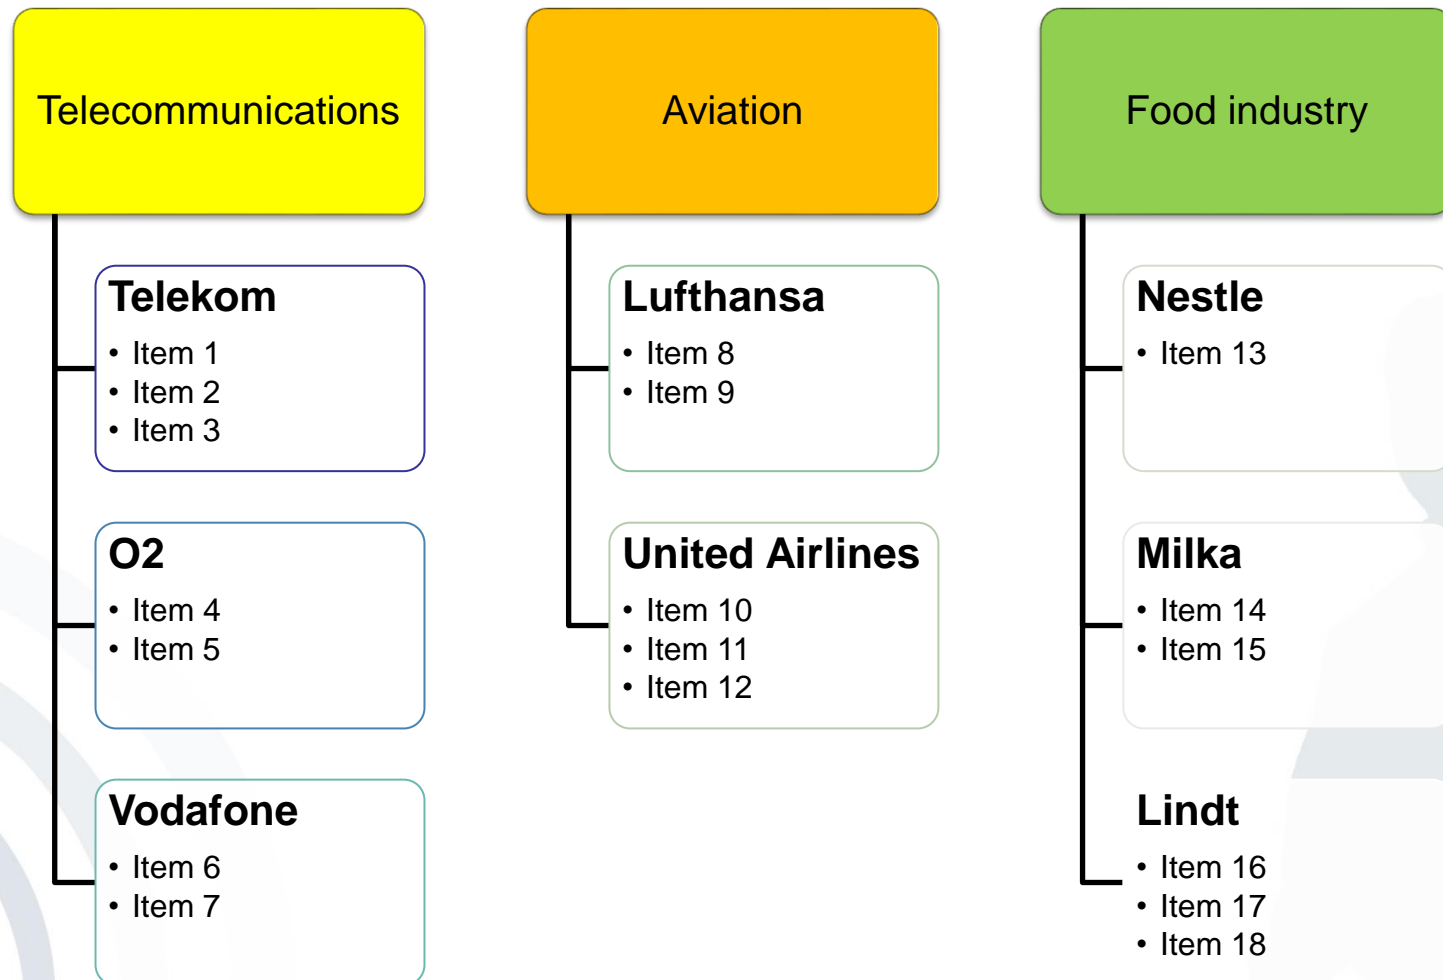 Telecommunications
Telekom
• Item 1
• Item 2
• Item 3
O2
• Item 4
• Item 5
Vodafone
• Item 6
• Item 7
Aviation
Lufthansa
• Item 8
• Item 9
United Airlines
• Item 10
• Item 11
• Item 12
Food industry
Nestle
• Item 13
Milka
• Item 14
• Item 15
Lindt
• Item 16
• Item 17
• Item 18